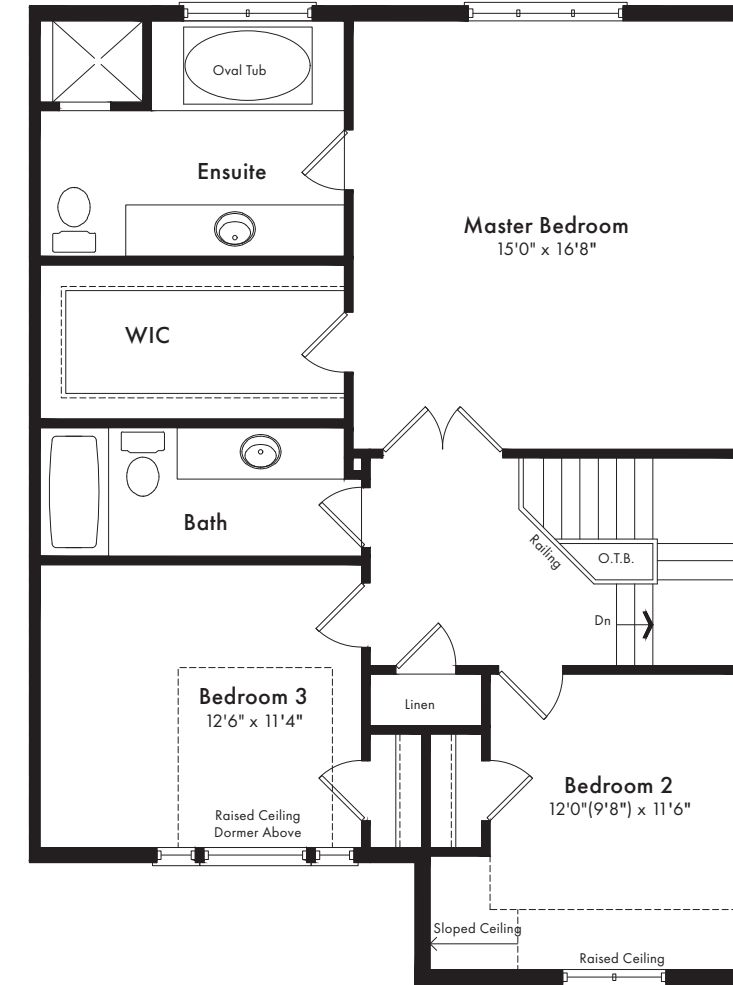 Oval Tub
Ensuite
Master Bedroom
15'0" x 16'8"
WIC
Bath
Railing
O.T.B.
Dn
Bedroom 3
12'6" x 11'4"
Linen
Bedroom 2
12'0"(9'8") x 11'6"
Raised Ceiling
Dormer Above
Sloped Ceiling
Raised Ceiling